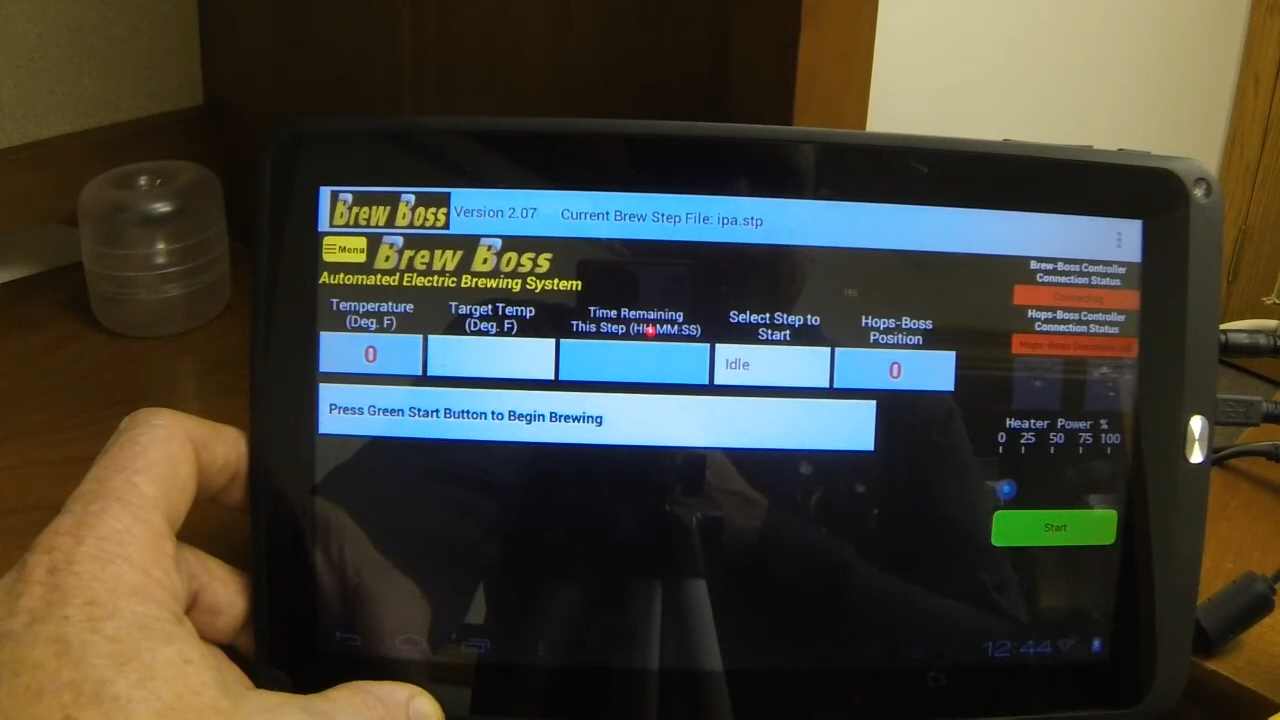 Brew Boss Version 2.07 Current Brew Step File: ipa.stp
Menu
Brew Boss
Automated Electric Brewing System
Brew-Boss Controller
Connection Status
Connecting
Hops-Boss Controller
Connection Status
Hops-Boss
Temperature
(Deg. F)
Target Temp
(Deg. F)
Time Remaining
This Step (HH:MM:SS)
Select Step to
Start
Hops-Boss
Position
0
Idle
0
Press Green Start Button to Begin Brewing
Heater Power %
0 25 50 75 100
Start
12:44